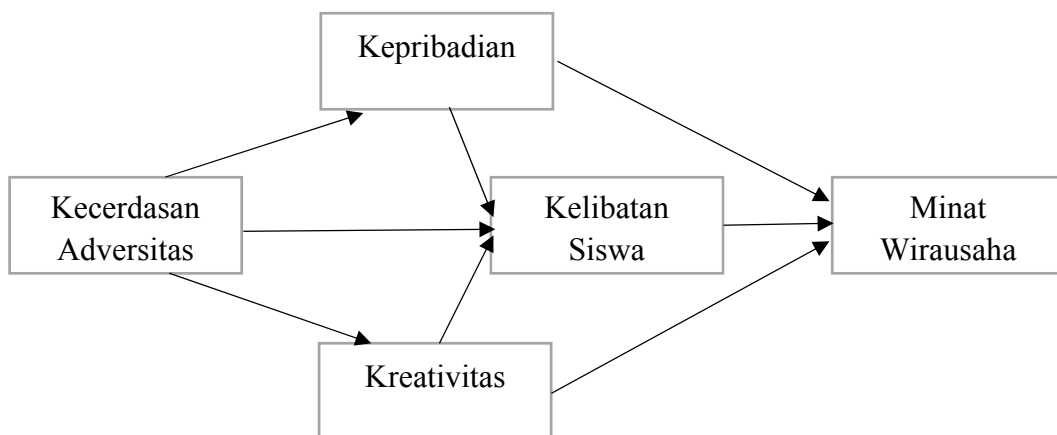 Kepribadian
Kecerdasan
Adversitas
Kelibatan
Siswa
Minat
Wirausaha
Kreativitas